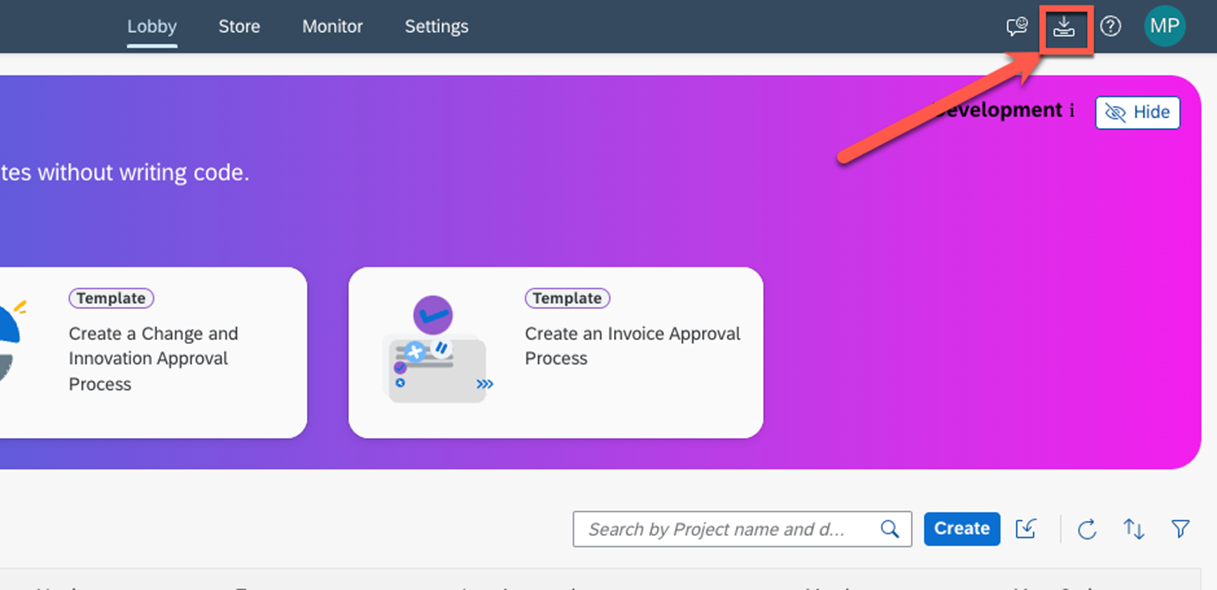 Lobby Store Monitor Settings MP
Hide
tes without writing code.
Template
Create a Change and
Innovation Approval
Process
Template
Create an Invoice Approval
Process
Search by Project name and d...
Create